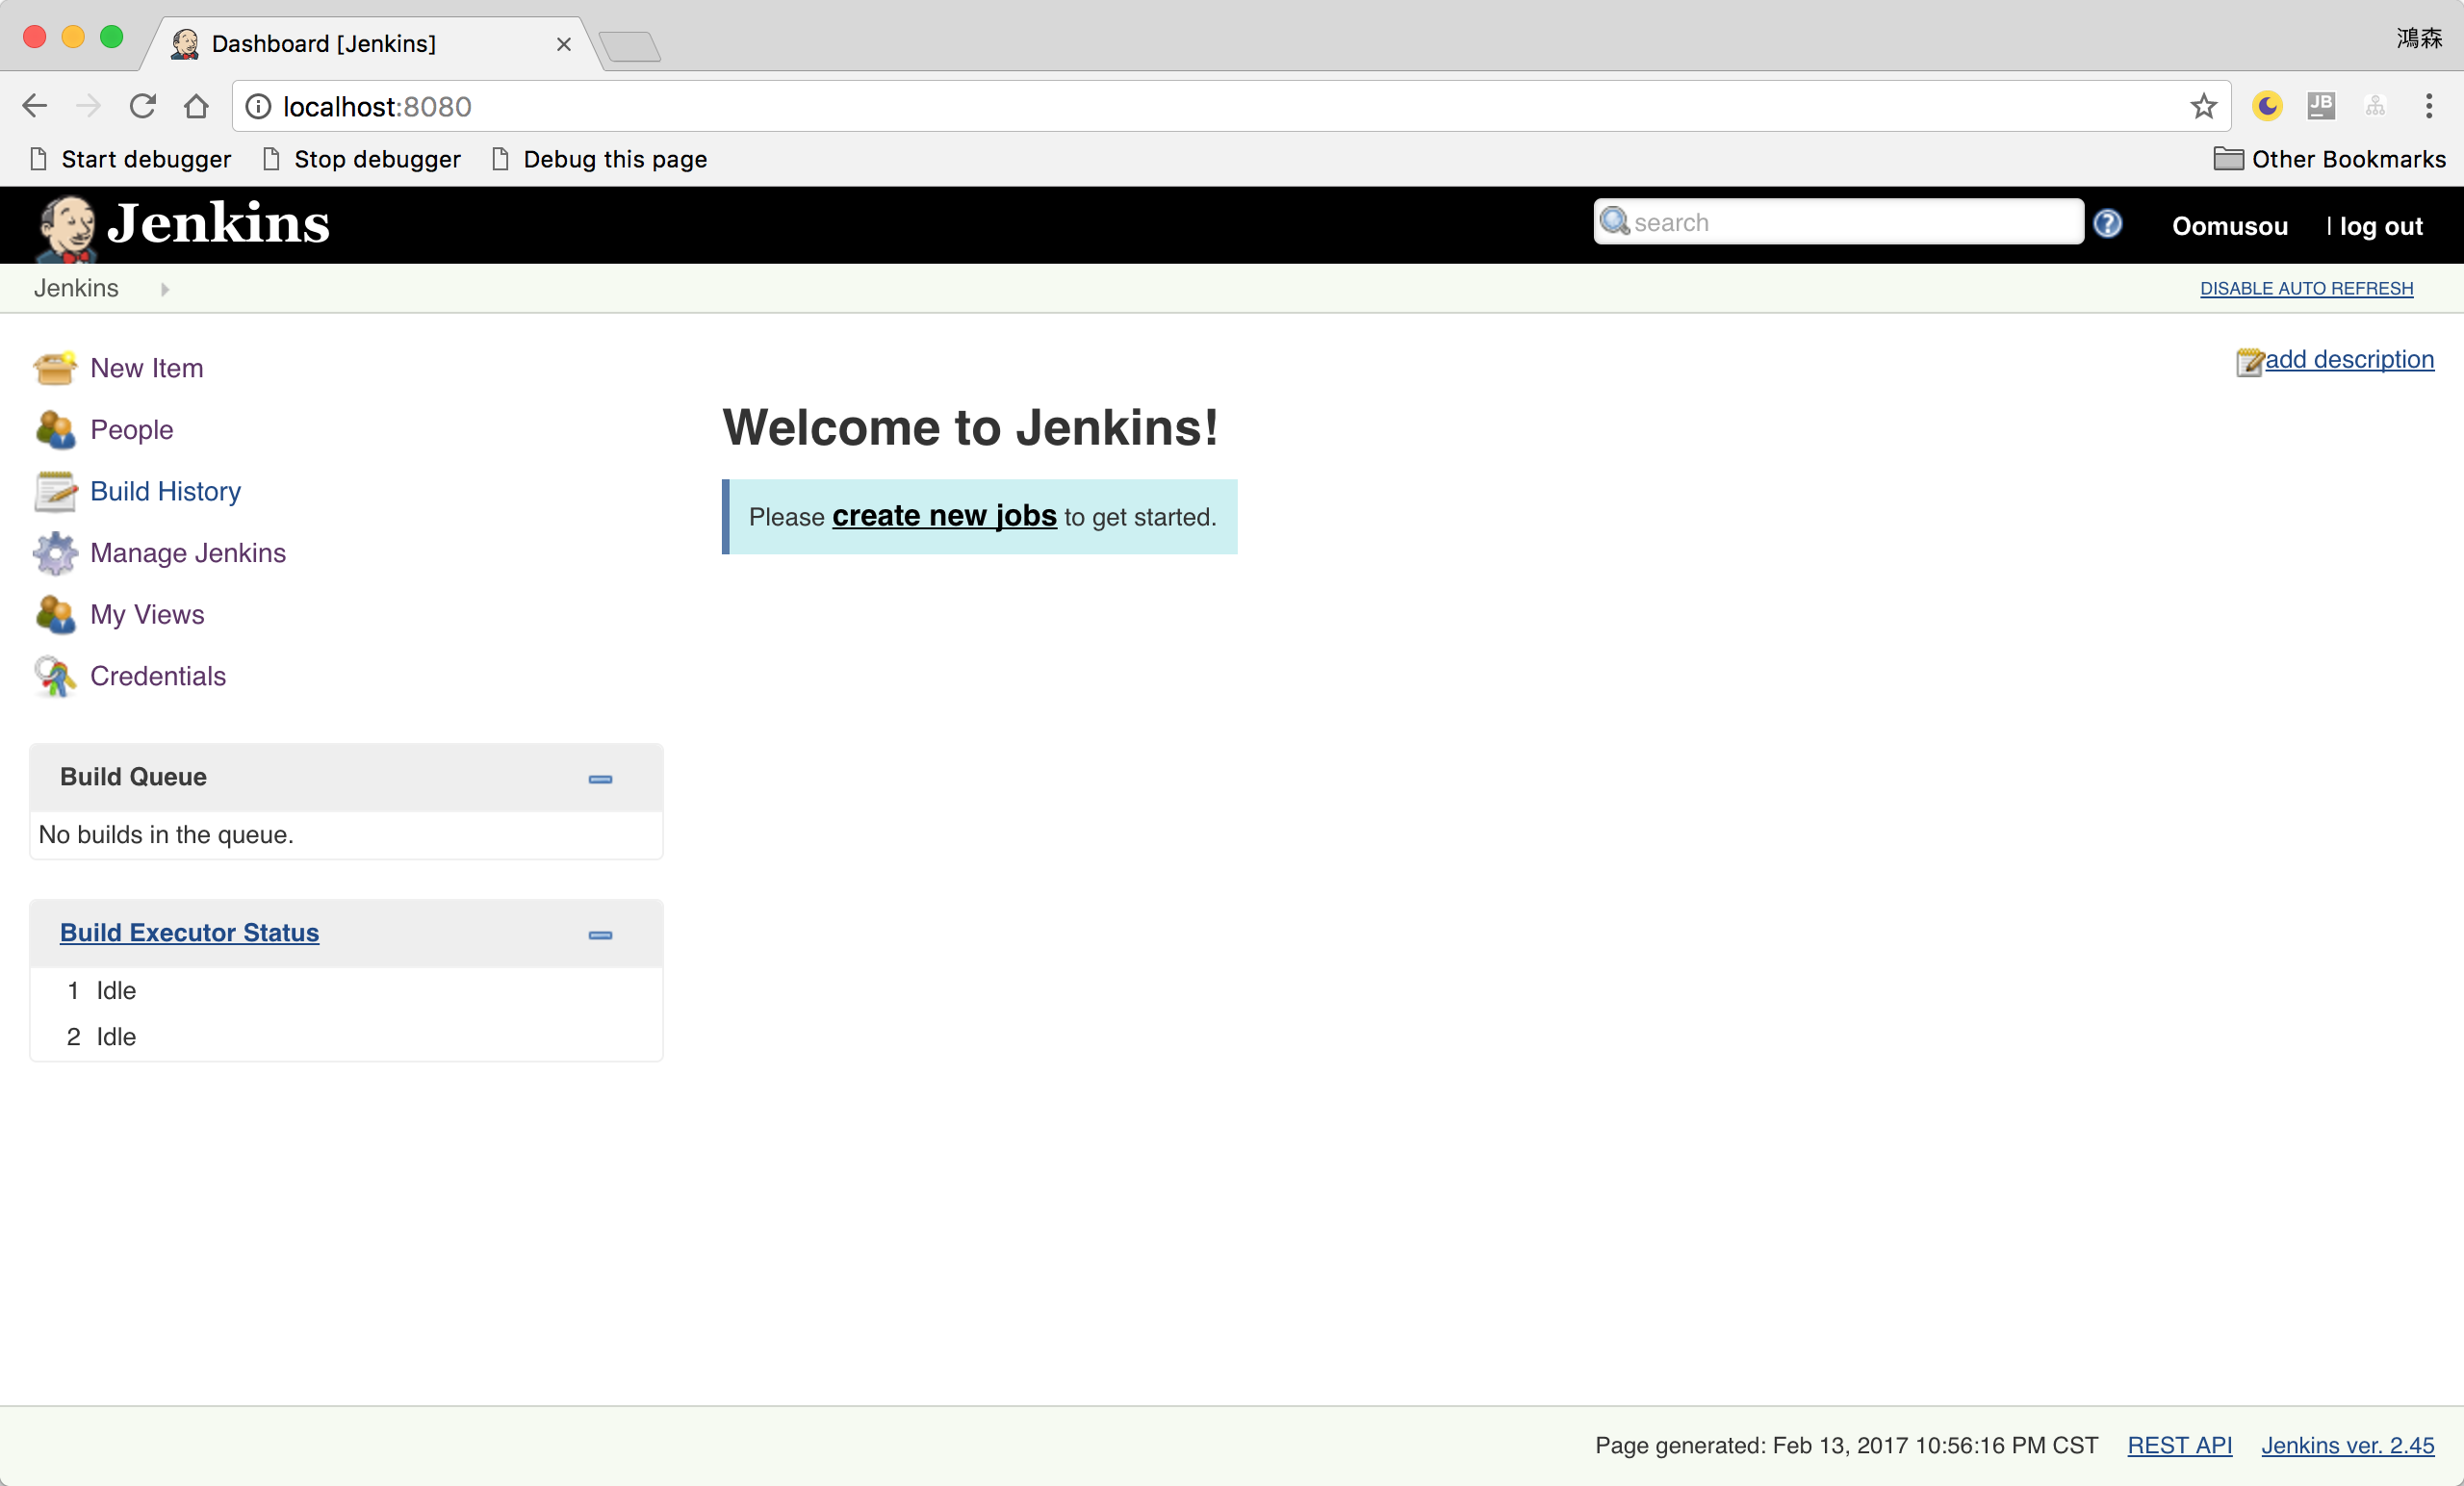 Dashboard [Jenkins]
鴻森
localhost:8080
JB
Start debugger
Stop debugger
Debug this page
Other Bookmarks
Jenkins
search
Oomusou
| log out
Jenkins
DISABLE AUTO REFRESH
New Item
People
Build History
Manage Jenkins
My Views
Credentials
add description
Welcome to Jenkins!
Please create new jobs to get started.
Build Queue
No builds in the queue.
Build Executor Status
1 Idle
2 Idle
Page generated: Feb 13, 2017 10:56:16 PM CST
REST API
Jenkins ver. 2.45